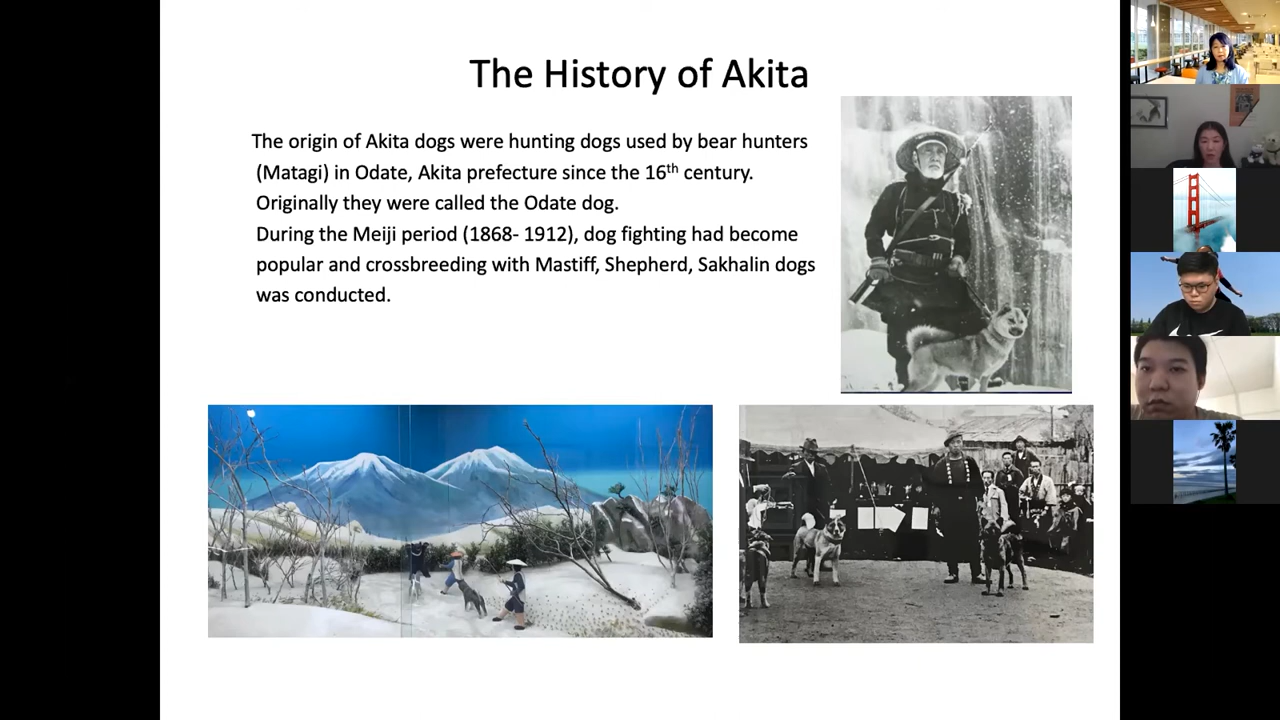 The History of Akita
The origin of Akita dogs were hunting dogs used by bear hunters
(Matagi) in Odate, Akita prefecture since the 16th century.
Originally they were called the Odate dog.
During the Meiji period (1868- 1912), dog fighting had become
popular and crossbreeding with Mastiff, Shepherd, Sakhalin dogs
was conducted.